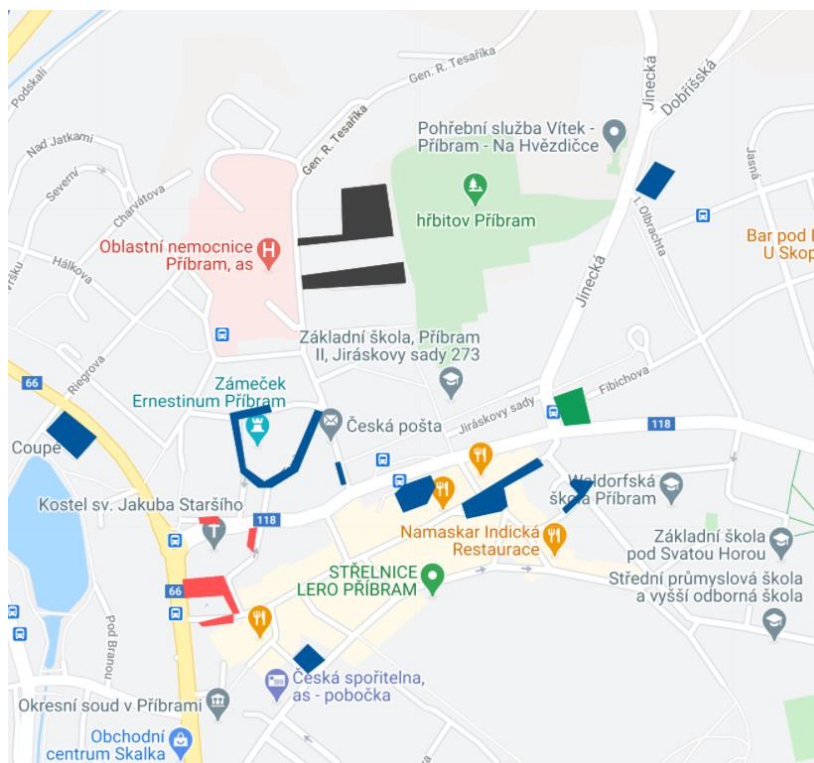 Podskalí
Gen. R. Tesaříka
Jinecká
Dobříšská
Nad Jatkami
Gen. R. Tesaříka
Pohřební služba Vítek -
Příbram - Na Hvězdičce
Jasná
Severní
Charvátova
hřbitov Příbram
I. Olbrachta
Oblastní nemocnice
Příbram, as
H
Bar pod
U Skop
vršku
Hálkova
Jinecká
Základní škola, Příbram
II, Jiráskovy sady 273
66
Riegrova
Zámeček
Ernestinum Příbram
Fibichova
Jiráskovy sady
Česká pošta
118
Coupé
Waldorfská
škola Příbram
Kostel sv. Jakuba Staršího
118
Namaskar Indická
Restaurace
Základní škola
pod Svatou Horou
STŘELNICE
LERO PŘÍBRAM
66
Střední průmyslová škola
a vyšší odborná škola
Pod Branou
Česká spořitelna,
as - pobočka
Okresní soud v Příbrami
Obchodní
centrum Skalka